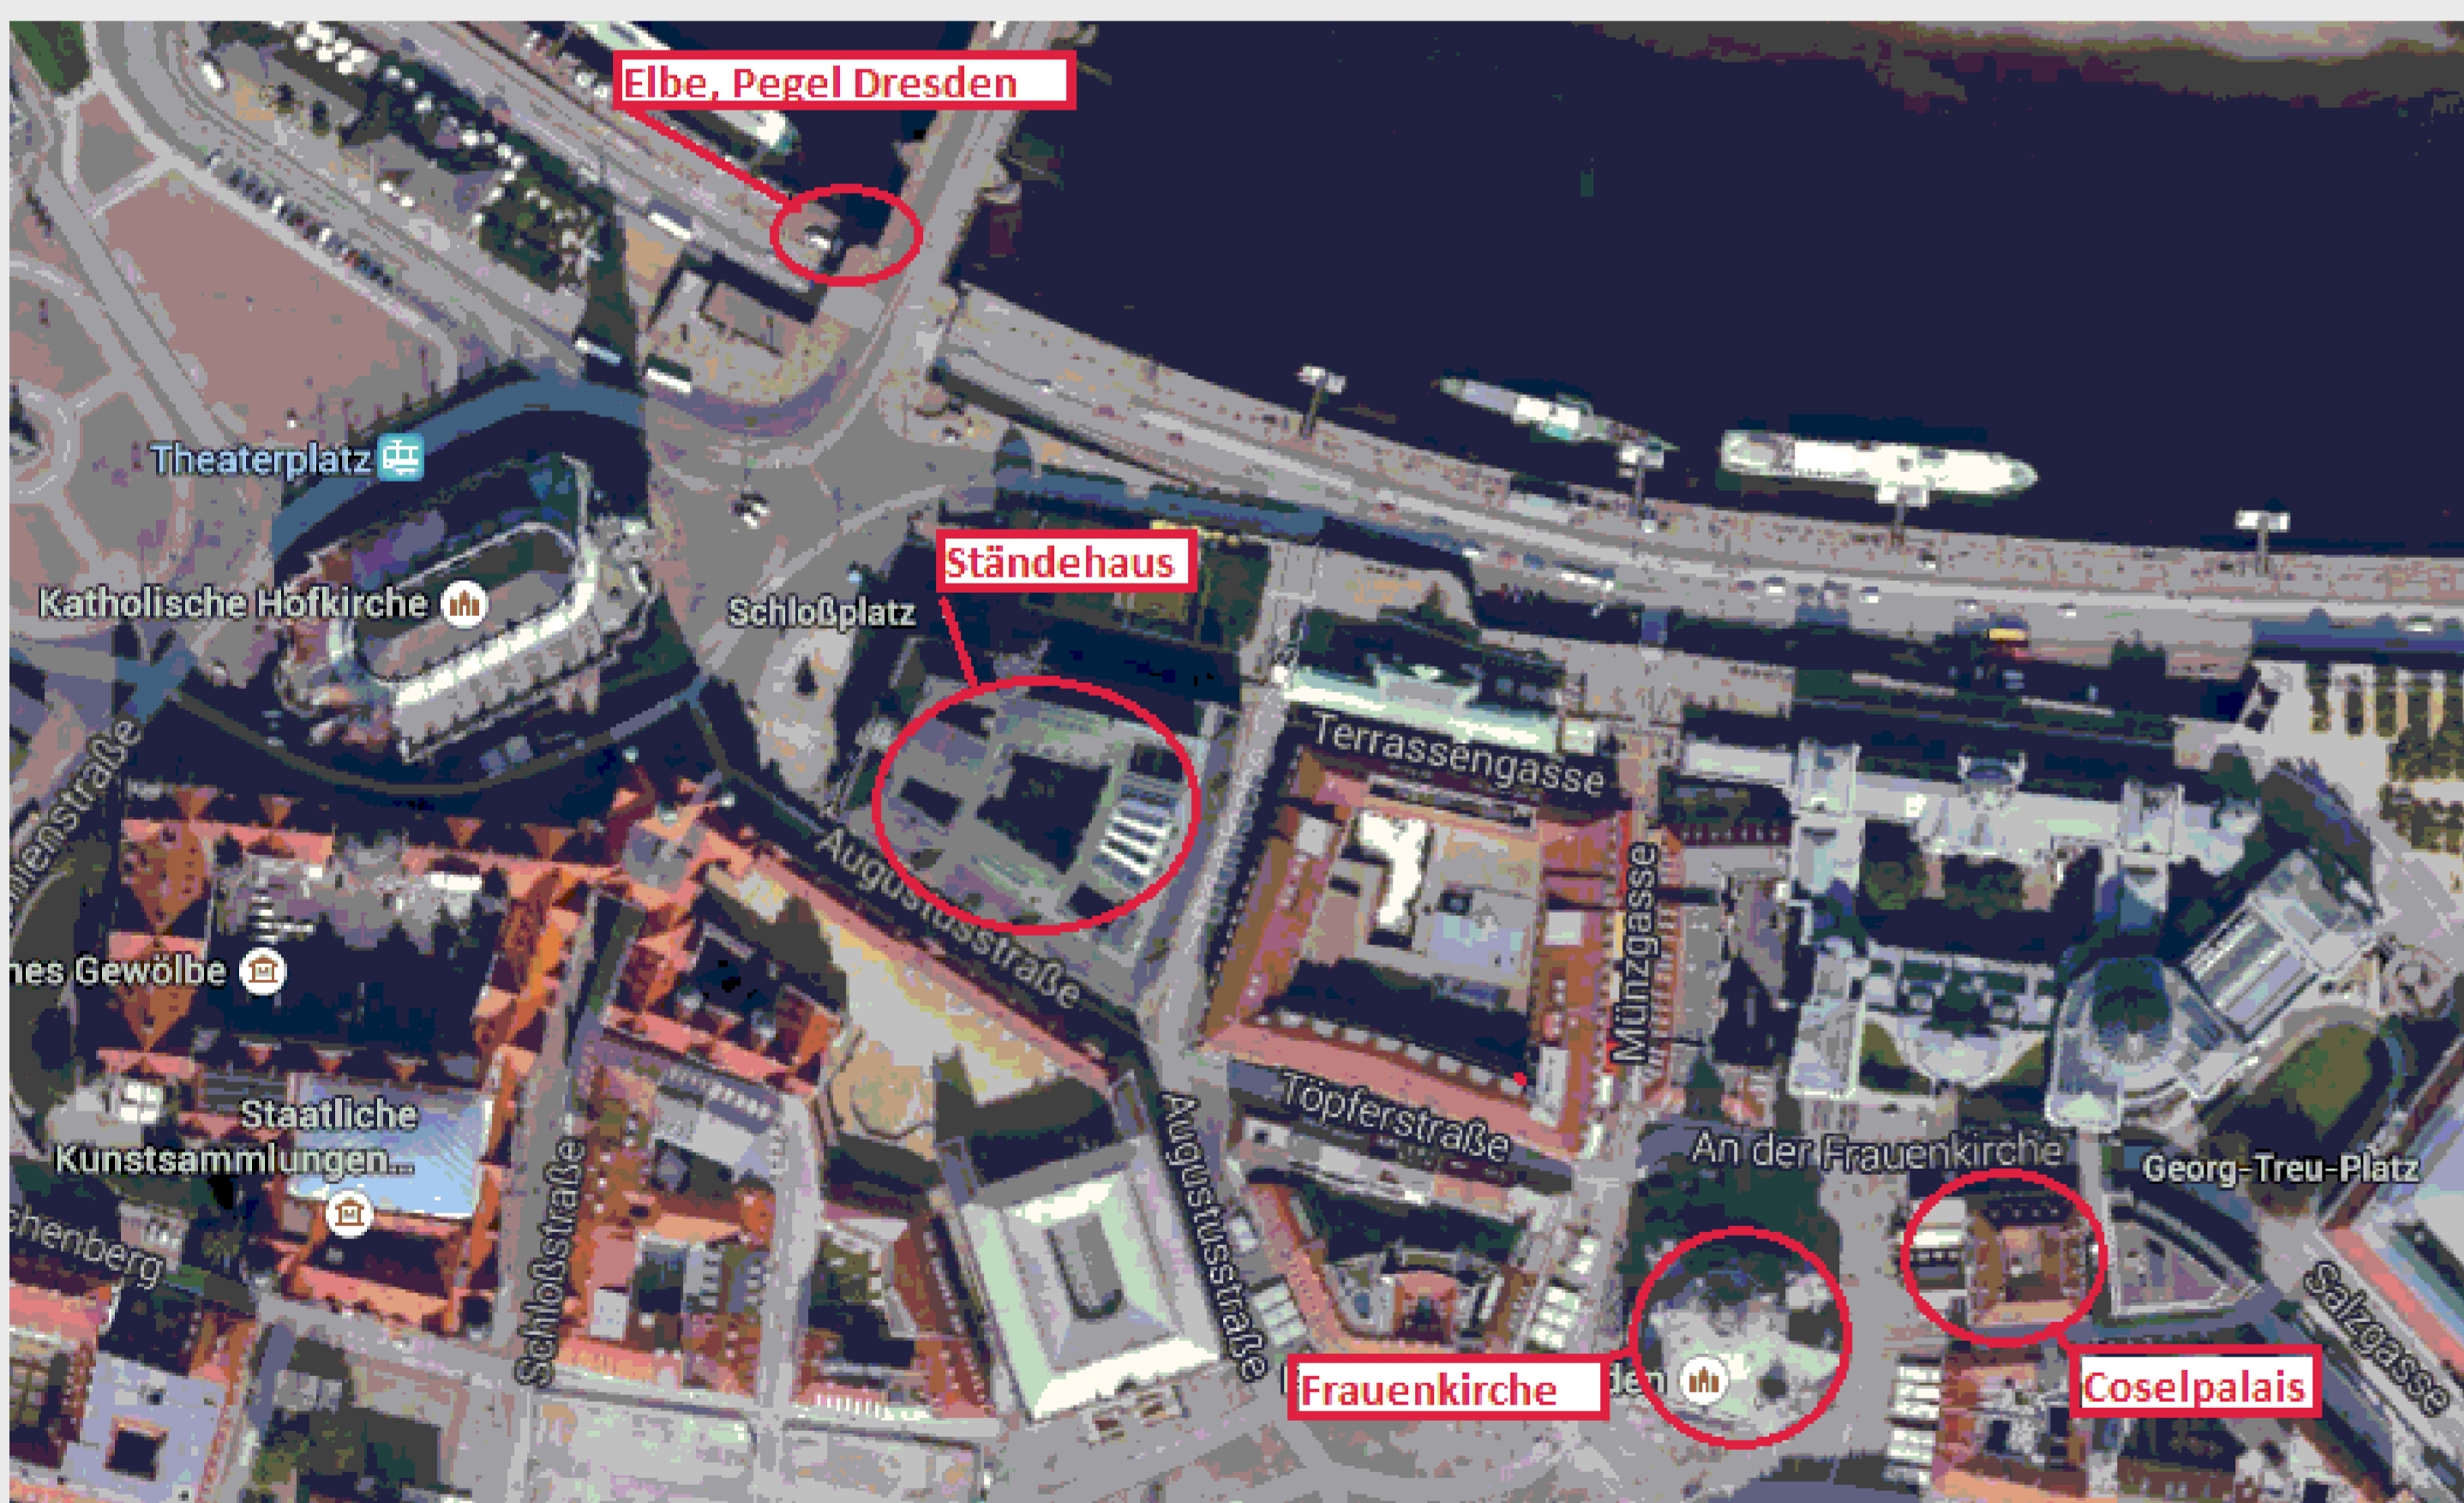 Elbe, Pegel Dresden
Theaterplatz
Ständehaus
Katholische Hofkirche
Schloßplatz
Terrassengasse
Augustusstraße
Münzgasse
nes Gewölbe
Staatliche
Kunstsammlungen...
Töpferstraße
Augustusstraße
An der Frauenkirche
Georg-Treu-Platz
Schloßstraße
chenberg
Salzgasse
Frauenkirche
den
Coselpalais